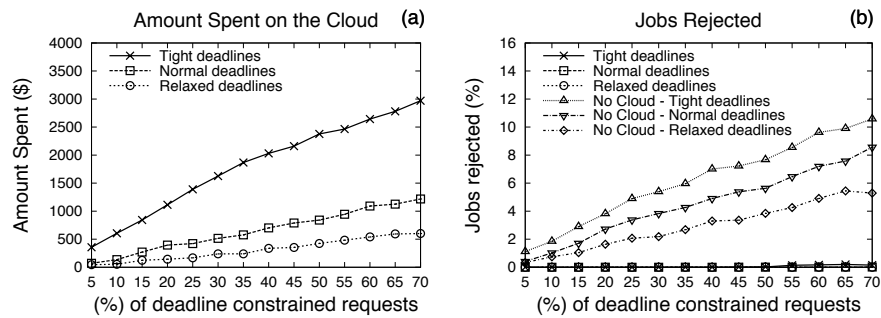 Amount Spent on the Cloud
(a)
Amount Spent ($)
4000
3500
3000
2500
2000
1500
1000
500
0
Tight deadlines
Normal deadlines
Relaxed deadlines
5 10 15 20 25 30 35 40 45 50 55 60 65 70
(%) of deadline constrained requests
Jobs Rejected
(b)
Jobs rejected (%)
16
14
12
10
8
6
4
2
0
Tight deadlines
Normal deadlines
Relaxed deadlines
No Cloud - Tight deadlines
No Cloud - Normal deadlines
No Cloud - Relaxed deadlines
5 10 15 20 25 30 35 40 45 50 55 60 65 70
(%) of deadline constrained requests